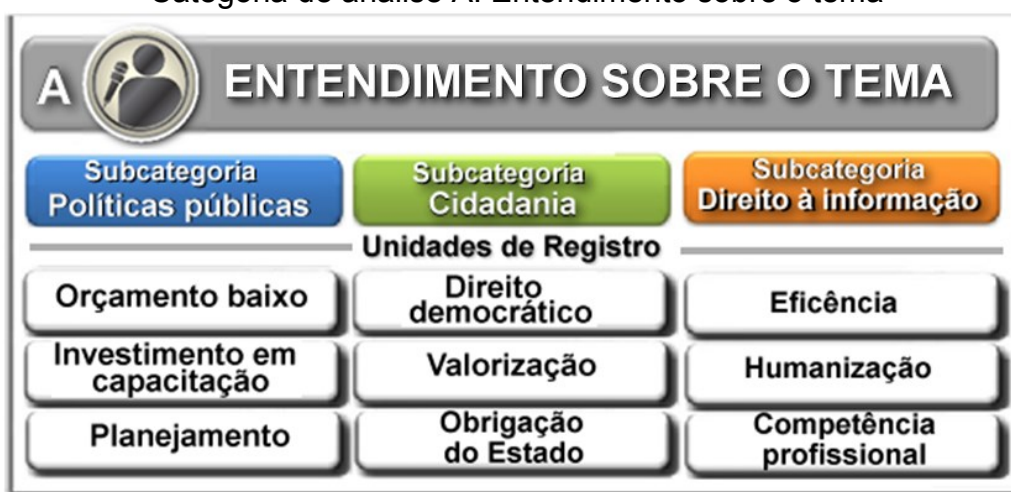 Categoria de análise A: Entendimento sobre o tema
A
ENTENDIMENTO SOBRE O TEMA
Subcategoria
Políticas públicas
Subcategoria
Cidadania
Subcategoria
Direito à informação
Unidades de Registro
Orçamento baixo
Direito
democrático
Eficência
Investimento em
capacitação
Valorização
Humanização
Planejamento
Obrigação
do Estado
Competência
profissional